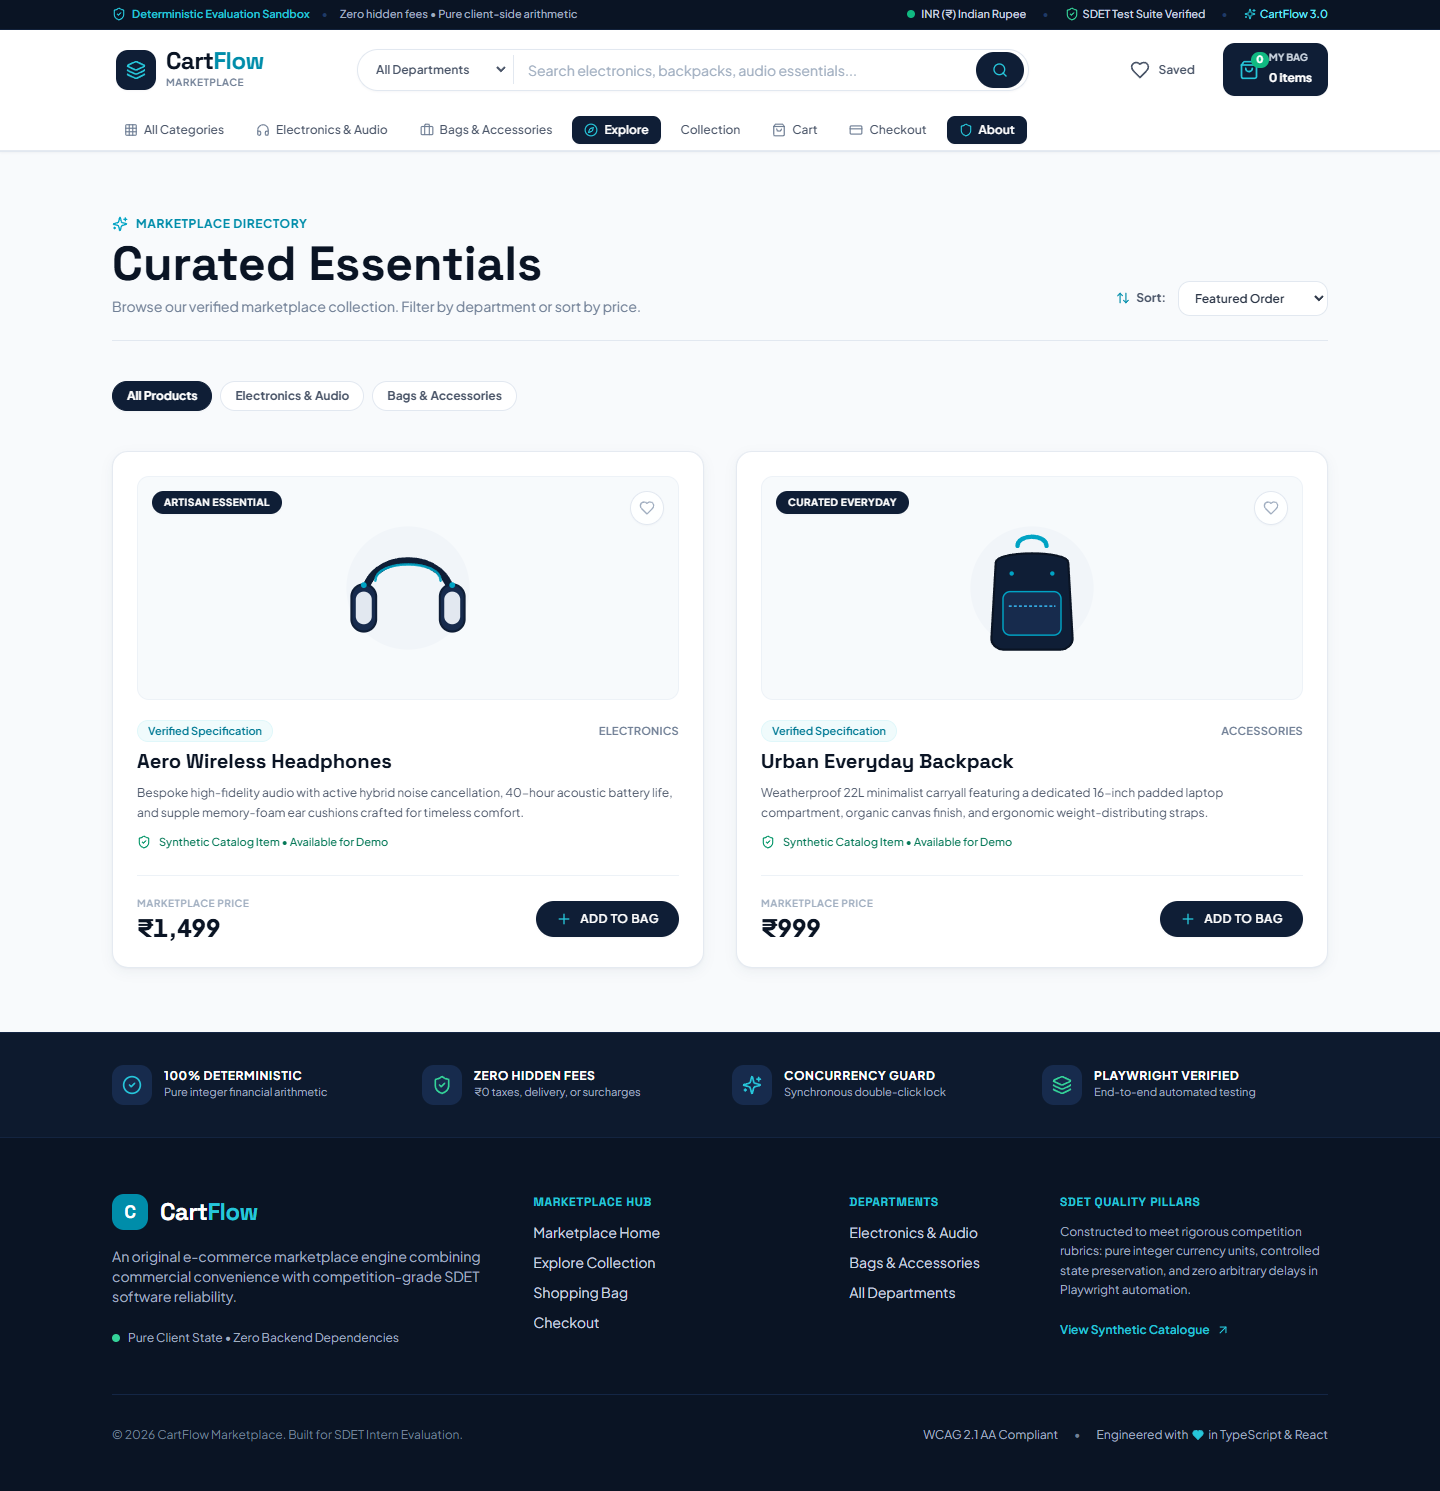 Deterministic Evaluation Sandbox • Zero hidden fees • Pure client-side arithmetic
INR (₹) Indian Rupee • SDET Test Suite Verified • CartFlow 3.0
CartFlow
MARKETPLACE
All Departments
Search electronics, backpacks, audio essentials...
Saved
0
MY BAG
0 items
All Categories
Electronics & Audio
Bags & Accessories
Explore
Collection
Cart
Checkout
About
MARKETPLACE DIRECTORY
Curated Essentials
Browse our verified marketplace collection. Filter by department or sort by price.
Sort:
Featured Order
All Products
Electronics & Audio
Bags & Accessories
ARTISAN ESSENTIAL
Verified Specification
ELECTRONICS
Aero Wireless Headphones
Bespoke high-fidelity audio with active hybrid noise cancellation, 40-hour acoustic battery life,
and supple memory-foam ear cushions crafted for timeless comfort.
Synthetic Catalog Item • Available for Demo
MARKETPLACE PRICE
₹1,499
ADD TO BAG
CURATED EVERYDAY
Verified Specification
ACCESSORIES
Urban Everyday Backpack
Weatherproof 22L minimalist carryall featuring a dedicated 16-inch padded laptop
compartment, organic canvas finish, and ergonomic weight-distributing straps.
Synthetic Catalog Item • Available for Demo
MARKETPLACE PRICE
₹999
ADD TO BAG
100% DETERMINISTIC
Pure integer financial arithmetic
ZERO HIDDEN FEES
₹0 taxes, delivery, or surcharges
CONCURRENCY GUARD
Synchronous double-click lock
PLAYWRIGHT VERIFIED
End-to-end automated testing
C
CartFlow
An original e-commerce marketplace engine combining
commercial convenience with competition-grade SDET
software reliability.
Pure Client State • Zero Backend Dependencies
MARKETPLACE HUB
Marketplace Home
Explore Collection
Shopping Bag
Checkout
DEPARTMENTS
Electronics & Audio
Bags & Accessories
All Departments
SDET QUALITY PILLARS
Constructed to meet rigorous competition
rubrics: pure integer currency units, controlled
state preservation, and zero arbitrary delays in
Playwright automation.
View Synthetic Catalogue
© 2026 CartFlow Marketplace. Built for SDET Intern Evaluation.
WCAG 2.1 AA Compliant • Engineered with ♥ in TypeScript & React